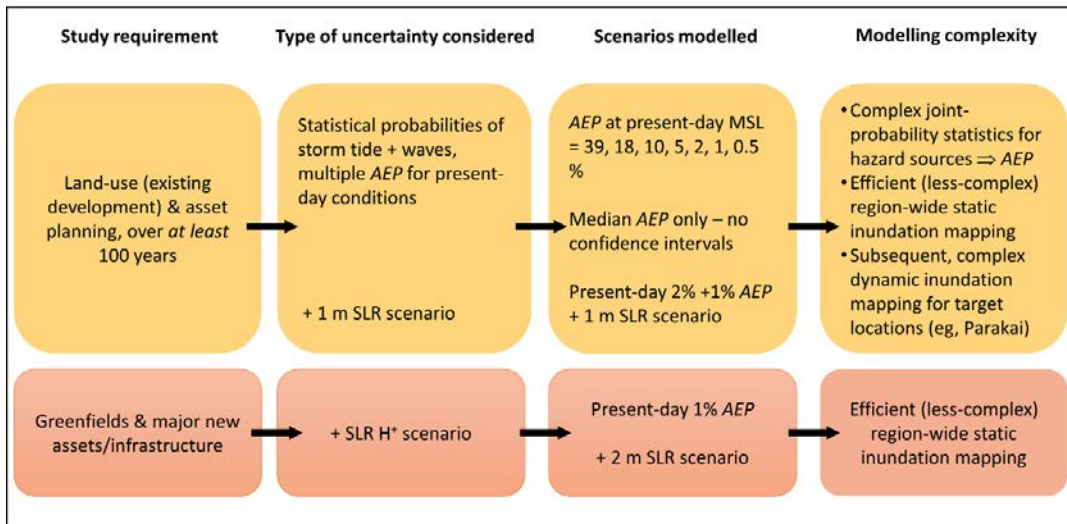 Study requirement
Type of uncertainty considered
Scenarios modelled
Modelling complexity
Land-use (existing
development) & asset
planning, over at least
100 years
Statistical probabilities of
storm tide + waves,
multiple AEP for present-
day conditions
+ 1 m SLR scenario
AEP at present-day MSL
= 39, 18, 10, 5, 2, 1, 0.5
%
Median AEP only – no
confidence intervals
Present-day 2% +1% AEP
+ 1 m SLR scenario
•Complex joint-
probability statistics for
hazard sources ⇒ AEP
•Efficient (less-complex)
region-wide static
inundation mapping
•Subsequent, complex
dynamic inundation
mapping for target
locations (eg, Parakai)
Greenfields & major new
assets/infrastructure
+ SLR H⁺ scenario
Present-day 1% AEP
+ 2 m SLR scenario
Efficient (less-complex)
region-wide static
inundation mapping